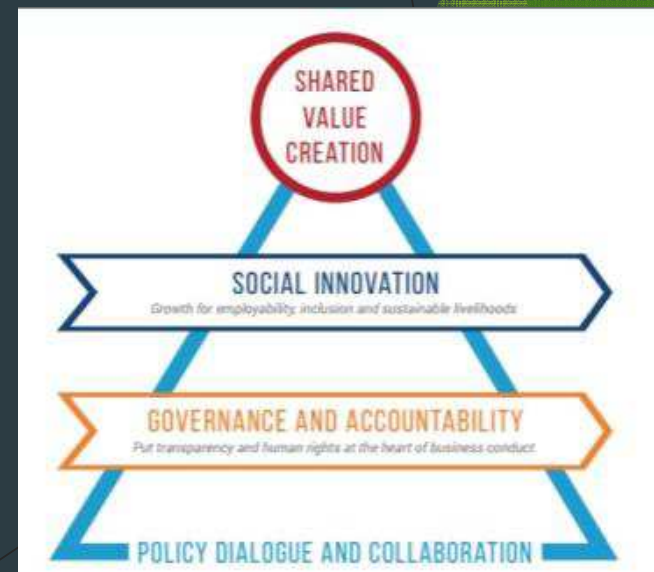 SHARED
VALUE
CREATION
SOCIAL INNOVATION
Growth for employability, inclusion and sustainable livelihoods
GOVERNANCE AND ACCOUNTABILITY
Put transparency and human rights at the heart of business conduct
POLICY DIALOGUE AND COLLABORATION